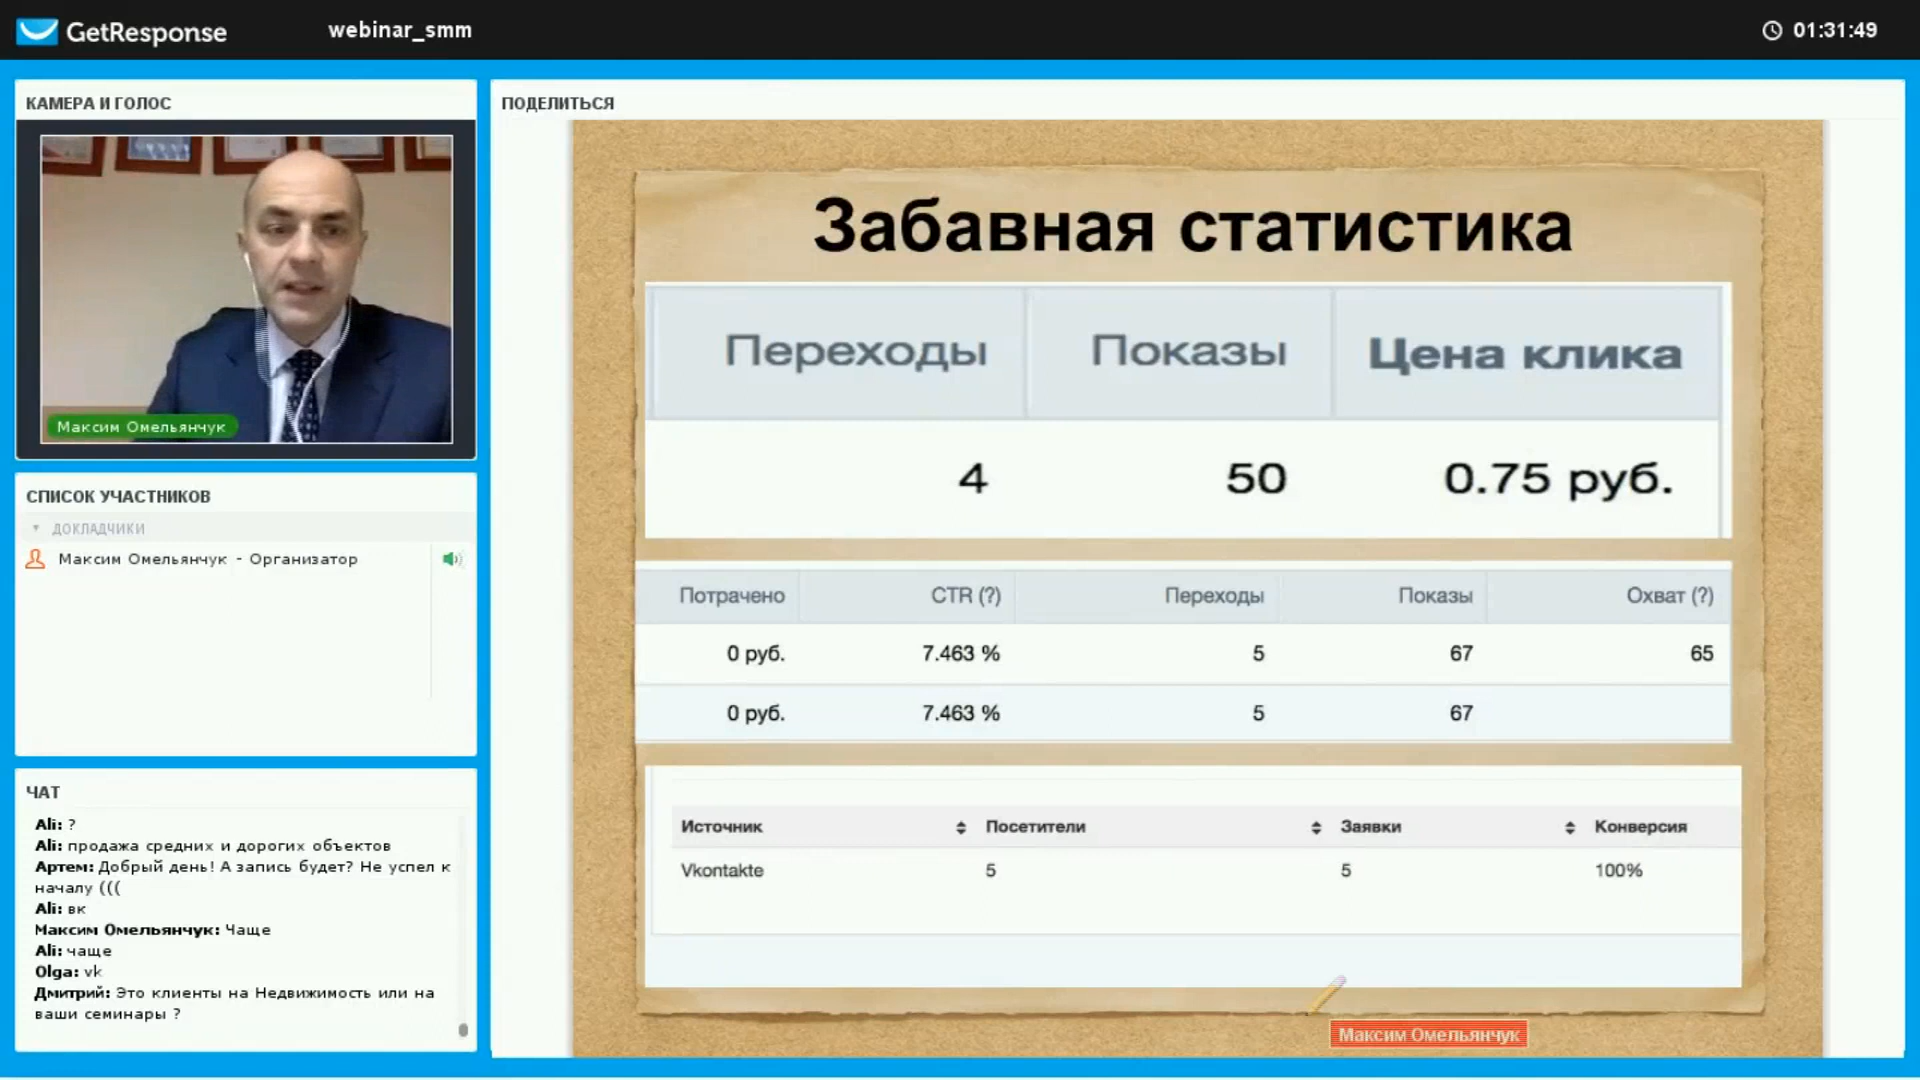 GetResponse
webinar_smm
01:31:49
КАМЕРА И ГОЛОС
Максим Омельянчук
СПИСОК УЧАСТНИКОВ
ДОКЛАДЧИКИ
Максим Омельянчук - Организатор
ЧАТ
Ali: ?
Ali: продажа средних и дорогих объектов
Артем: Добрый день! А запись будет? Не успел к
началу (((
Ali: вк
Максим Омельянчук: Чаще
Ali: чаще
Olga: vk
Дмитрий: Это клиенты на Недвижимость или на
ваши семинары ?
ПОДЕЛИТЬСЯ
Забавная статистика
Переходы Показы Цена клика
4 50 0.75 руб.
Потрачено CTR (?) Переходы Показы Охват (?)
0 руб. 7.463 % 5 67 65
0 руб. 7.463 % 5 67
Источник Посетители Заявки Конверсия
Vkontakte 5 5 100%
Максим Омельянчук